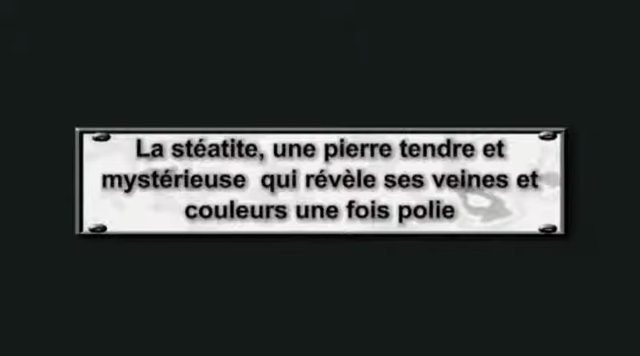 La stéatite, une pierre tendre et
mystérieuse qui révèle ses veines et
couleurs une fois polie